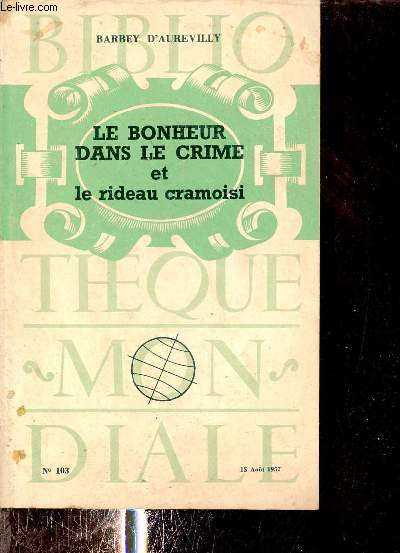 le-livre.com
BIBLIO
BARBEY D'AUREVILLY
LE BONHEUR
DANS LE CRIME
et
le rideau cramoisi
THEQUE
~MON~
DIALE
N° 103
15 Août 1957